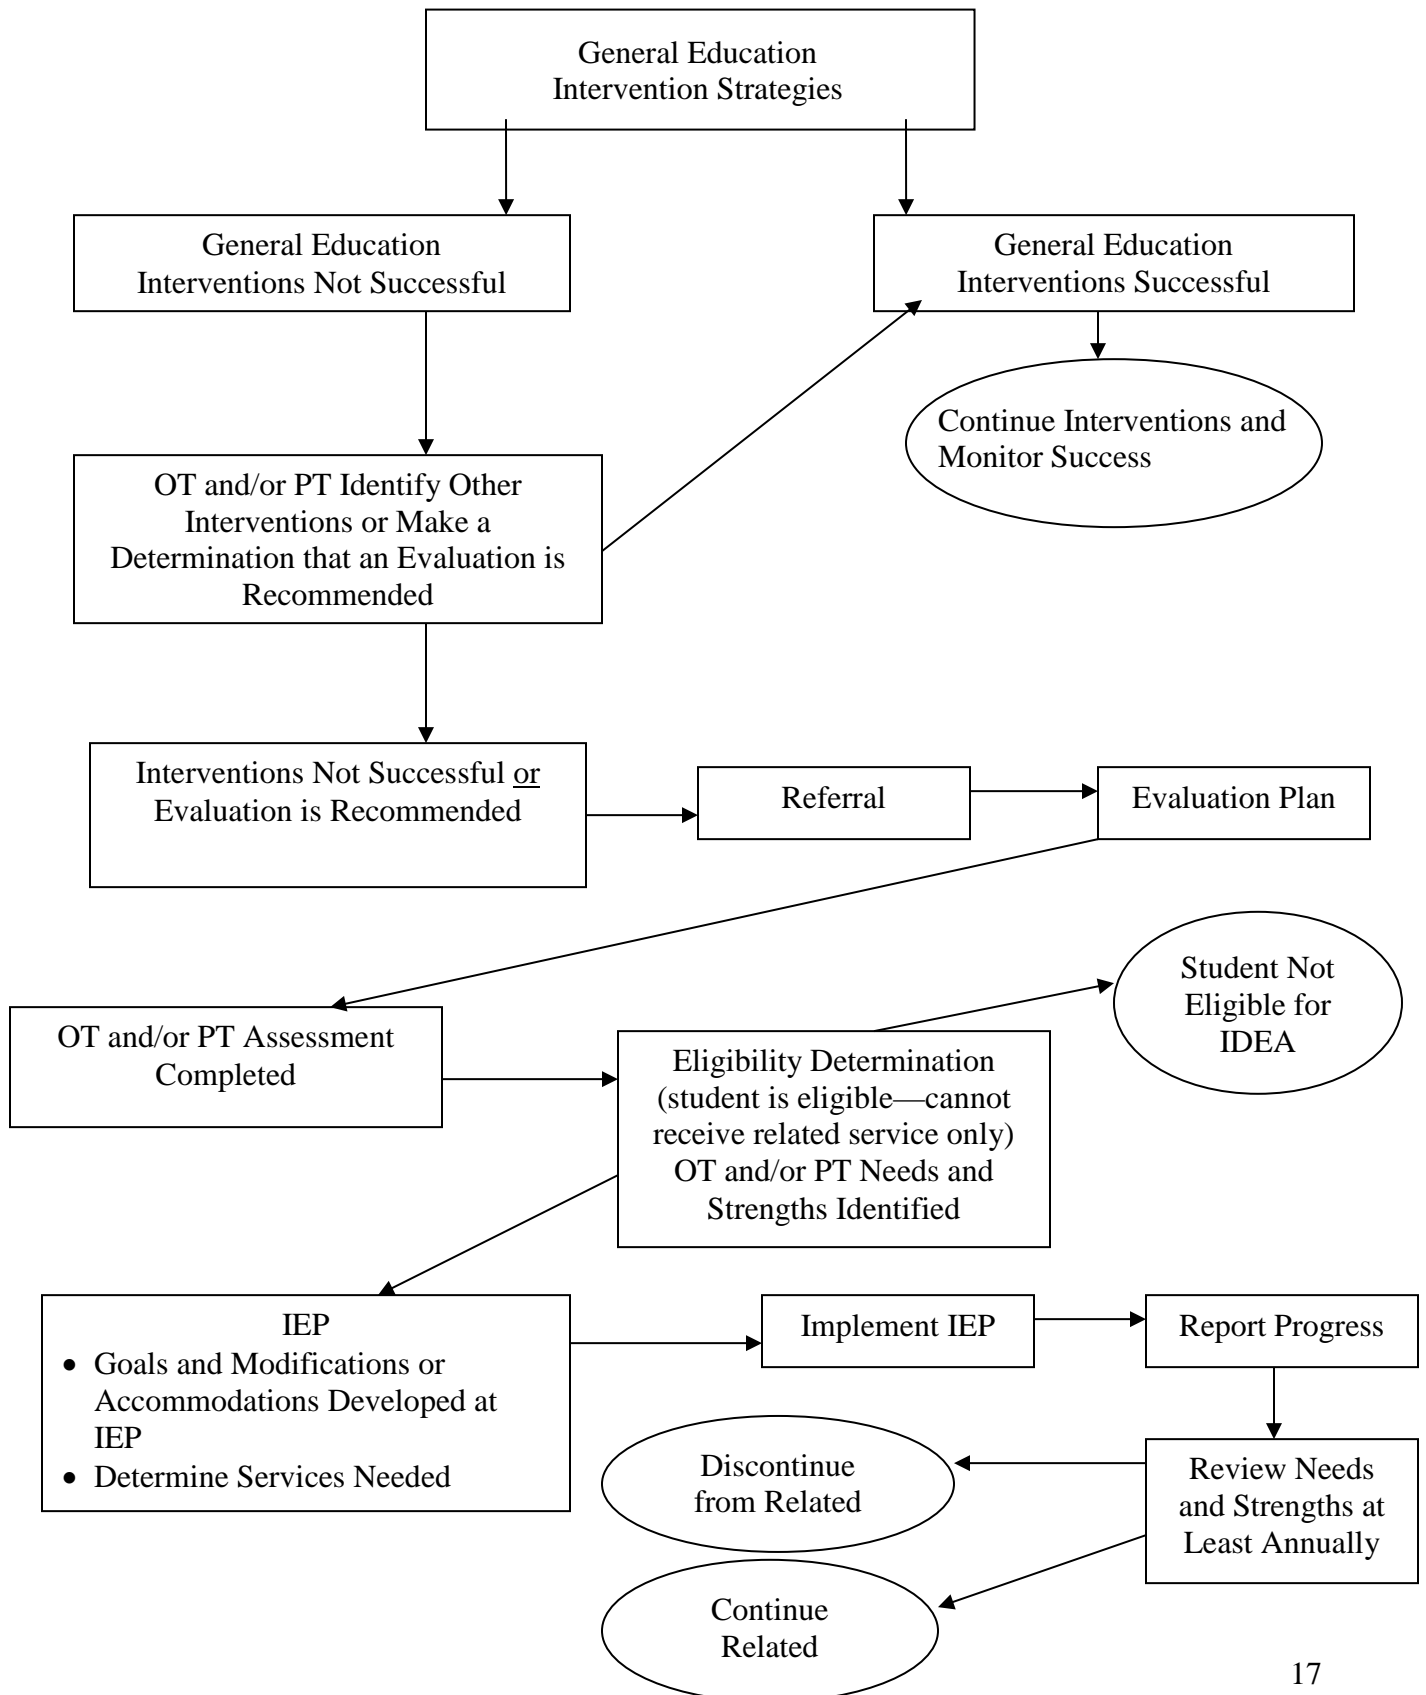 General Education
Intervention Strategies
General Education
Interventions Not Successful
General Education
Interventions Successful
Continue Interventions and
Monitor Success
OT and/or PT Identify Other
Interventions or Make a
Determination that an Evaluation is
Recommended
Interventions Not Successful or
Evaluation is Recommended
Referral
Evaluation Plan
Student Not
Eligible for
IDEA
OT and/or PT Assessment
Completed
Eligibility Determination
(student is eligible—cannot
receive related service only)
OT and/or PT Needs and
Strengths Identified
IEP
• Goals and Modifications or
Accommodations Developed at
IEP
• Determine Services Needed
Implement IEP
Report Progress
Discontinue
from Related
Review Needs
and Strengths at
Least Annually
Continue
Related
17